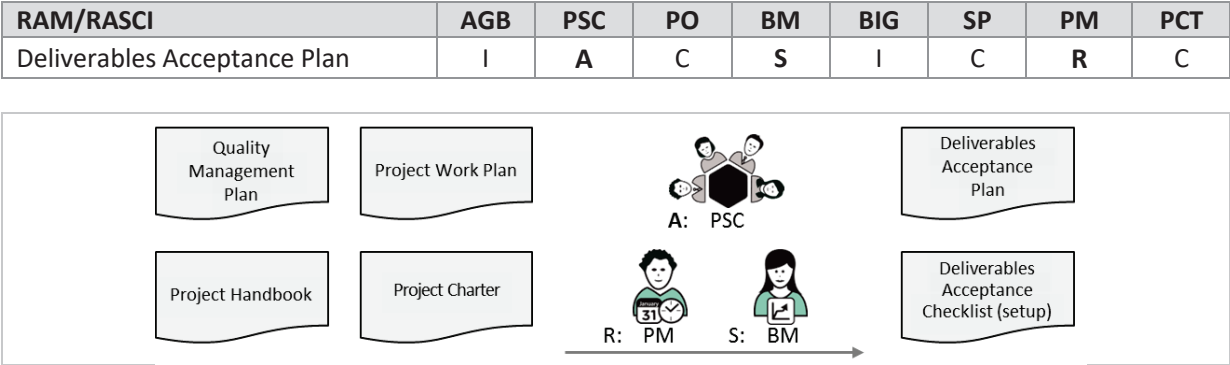 RAM/RASCI AGB PSC PO BM BIG SP PM PCT
Deliverables Acceptance Plan I A C S I C R C
Quality
Management
Plan
Project Work Plan
A: PSC
Deliverables
Acceptance
Plan
Project Handbook
Project Charter
January
31
R: PM S: BM
Deliverables
Acceptance
Checklist (setup)